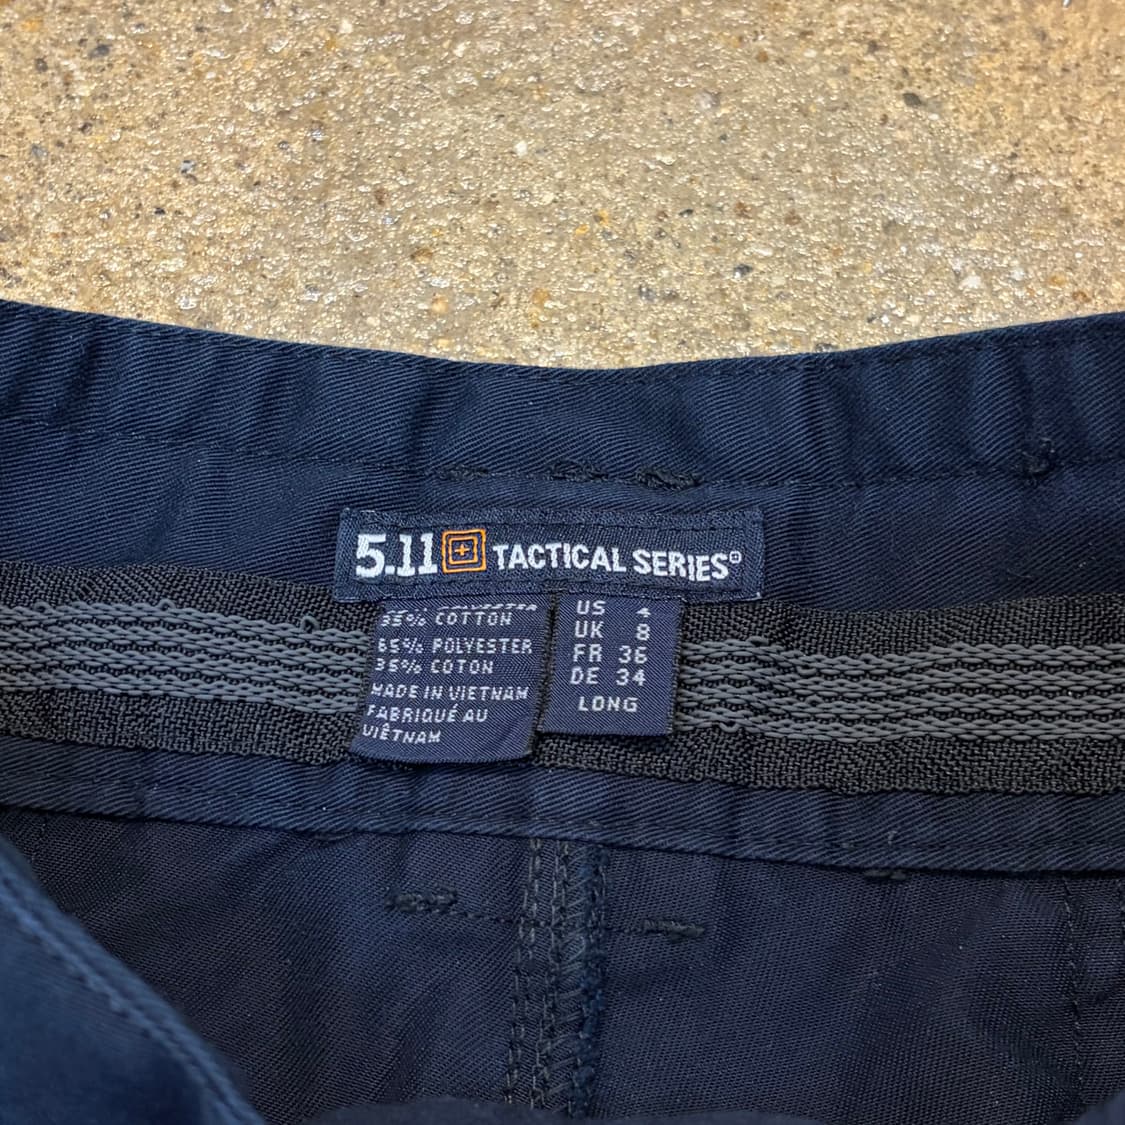 5.11 TACTICAL SERIES
35% COTTON
65% POLYESTER
35% COTON
MADE IN VIETNAM
FABRIQUÉ AU
VIÊTNAM
US 4
UK 8
FR 36
DE 34
LONG